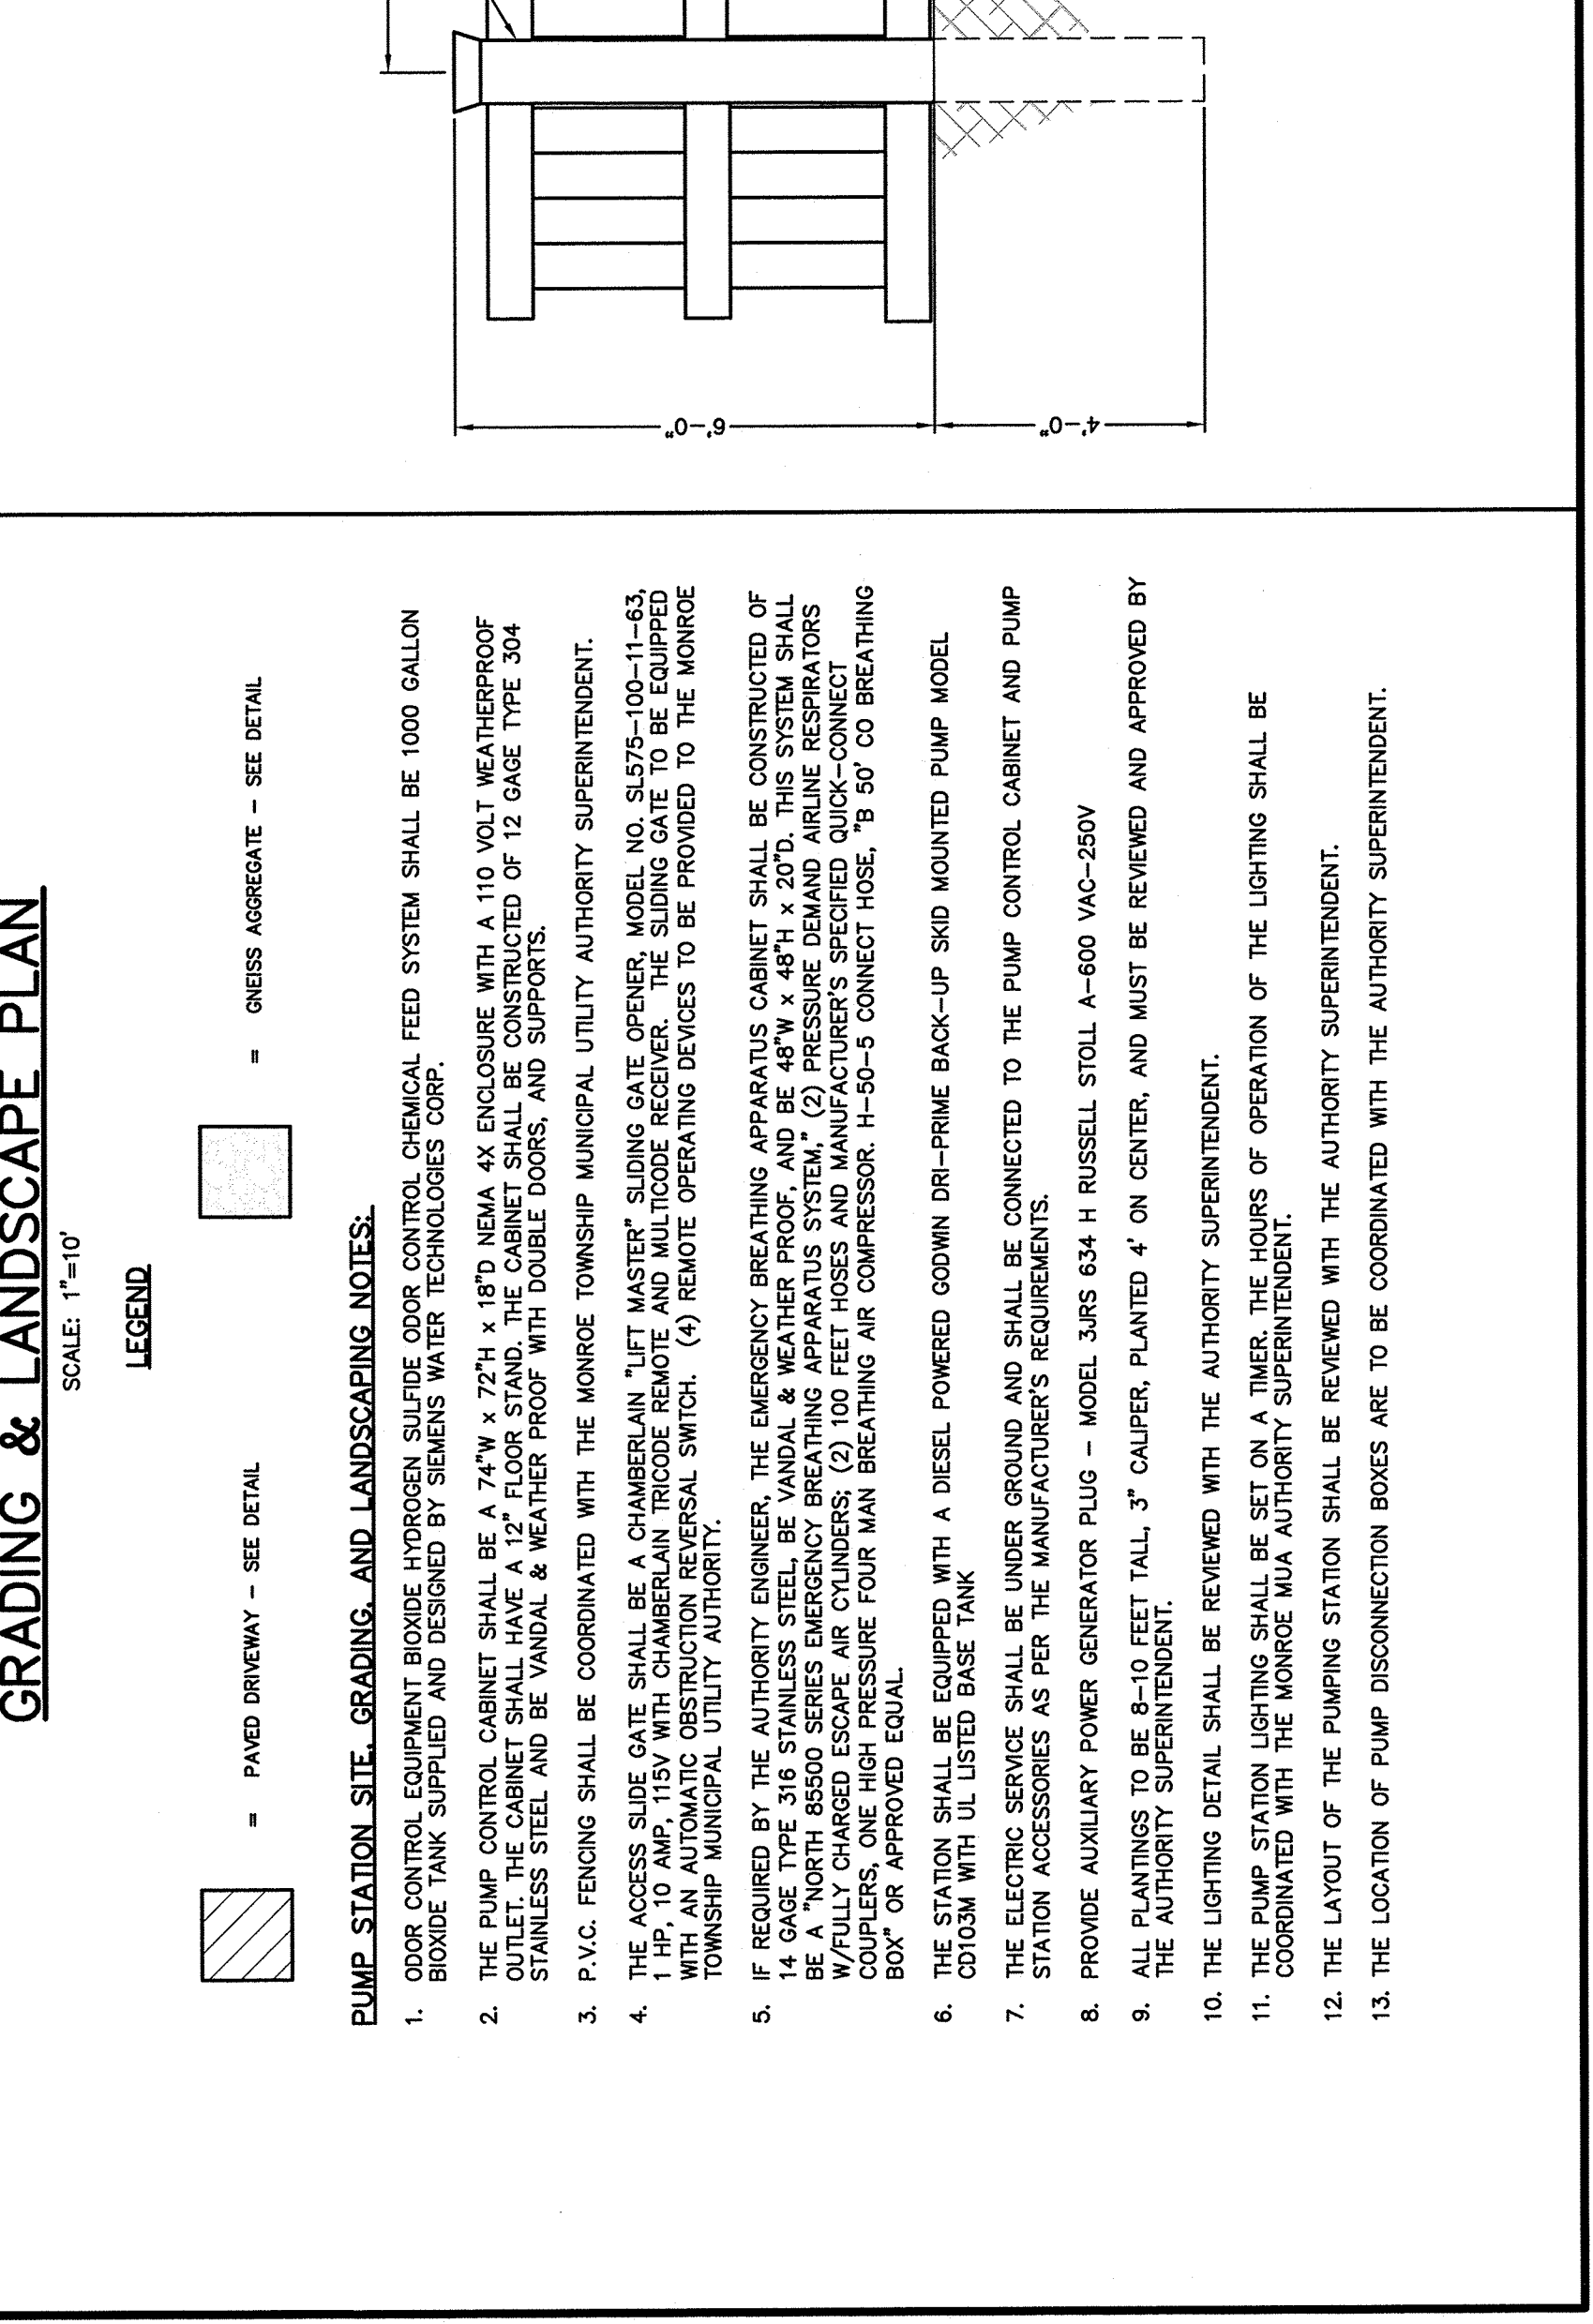 GRADING & LANDSCAPE PLAN
SCALE: 1"=10'
LEGEND
= PAVED DRIVEWAY – SEE DETAIL
= GNEISS AGGREGATE – SEE DETAIL
PUMP STATION SITE, GRADING, AND LANDSCAPING NOTES:
1. ODOR CONTROL EQUIPMENT BIOXIDE HYDROGEN SULFIDE ODOR CONTROL CHEMICAL FEED SYSTEM SHALL BE 1000 GALLON
BIOXIDE TANK SUPPLIED AND DESIGNED BY SIEMENS WATER TECHNOLOGIES CORP.
2. THE PUMP CONTROL CABINET SHALL BE A 74"W x 72"H x 18"D NEMA 4X ENCLOSURE WITH A 110 VOLT WEATHERPROOF
OUTLET. THE CABINET SHALL HAVE A 12" FLOOR STAND. THE CABINET SHALL BE CONSTRUCTED OF 12 GAGE TYPE 304
STAINLESS STEEL AND BE VANDAL & WEATHER PROOF WITH DOUBLE DOORS, AND SUPPORTS.
3. P.V.C. FENCING SHALL BE COORDINATED WITH THE MONROE TOWNSHIP MUNICIPAL UTILITY AUTHORITY SUPERINTENDENT.
4. THE ACCESS SLIDE GATE SHALL BE A CHAMBERLAIN "LIFT MASTER" SLIDING GATE OPENER, MODEL NO. SL575–100–11–63,
1 HP, 10 AMP, 115V WITH CHAMBERLAIN TRICODE REMOTE AND MULTICODE RECEIVER. THE SLIDING GATE TO BE EQUIPPED
WITH AN AUTOMATIC OBSTRUCTION REVERSAL SWITCH. (4) REMOTE OPERATING DEVICES TO BE PROVIDED TO THE MONROE
TOWNSHIP MUNICIPAL UTILITY AUTHORITY.
5. IF REQUIRED BY THE AUTHORITY ENGINEER, THE EMERGENCY BREATHING APPARATUS CABINET SHALL BE CONSTRUCTED OF
14 GAGE TYPE 316 STAINLESS STEEL, BE VANDAL & WEATHER PROOF, AND BE 48"W x 48"H x 20"D. THIS SYSTEM SHALL
BE A "NORTH 85500 SERIES EMERGENCY BREATHING APPARATUS SYSTEM," (2) PRESSURE DEMAND AIRLINE RESPIRATORS
W/FULLY CHARGED ESCAPE AIR CYLINDERS; (2) 100 FEET HOSES AND MANUFACTURER'S SPECIFIED QUICK–CONNECT
COUPLERS, ONE HIGH PRESSURE FOUR MAN BREATHING AIR COMPRESSOR. H–50–5 CONNECT HOSE, "B 50' CO BREATHING
BOX" OR APPROVED EQUAL.
6. THE STATION SHALL BE EQUIPPED WITH A DIESEL POWERED GODWIN DRI–PRIME BACK–UP SKID MOUNTED PUMP MODEL
CD103M WITH UL LISTED BASE TANK
7. THE ELECTRIC SERVICE SHALL BE UNDER GROUND AND SHALL BE CONNECTED TO THE PUMP CONTROL CABINET AND PUMP
STATION ACCESSORIES AS PER THE MANUFACTURER'S REQUIREMENTS.
8. PROVIDE AUXILIARY POWER GENERATOR PLUG – MODEL 3JRS 634 H RUSSELL STOLL A–600 VAC–250V
9. ALL PLANTINGS TO BE 8–10 FEET TALL, 3" CALIPER, PLANTED 4' ON CENTER, AND MUST BE REVIEWED AND APPROVED BY
THE AUTHORITY SUPERINTENDENT.
10. THE LIGHTING DETAIL SHALL BE REVIEWED WITH THE AUTHORITY SUPERINTENDENT.
11. THE PUMP STATION LIGHTING SHALL BE SET ON A TIMER. THE HOURS OF OPERATION OF THE LIGHTING SHALL BE
COORDINATED WITH THE MONROE MUA AUTHORITY SUPERINTENDENT.
12. THE LAYOUT OF THE PUMPING STATION SHALL BE REVIEWED WITH THE AUTHORITY SUPERINTENDENT.
13. THE LOCATION OF PUMP DISCONNECTION BOXES ARE TO BE COORDINATED WITH THE AUTHORITY SUPERINTENDENT.
6'–0"
4'–0"